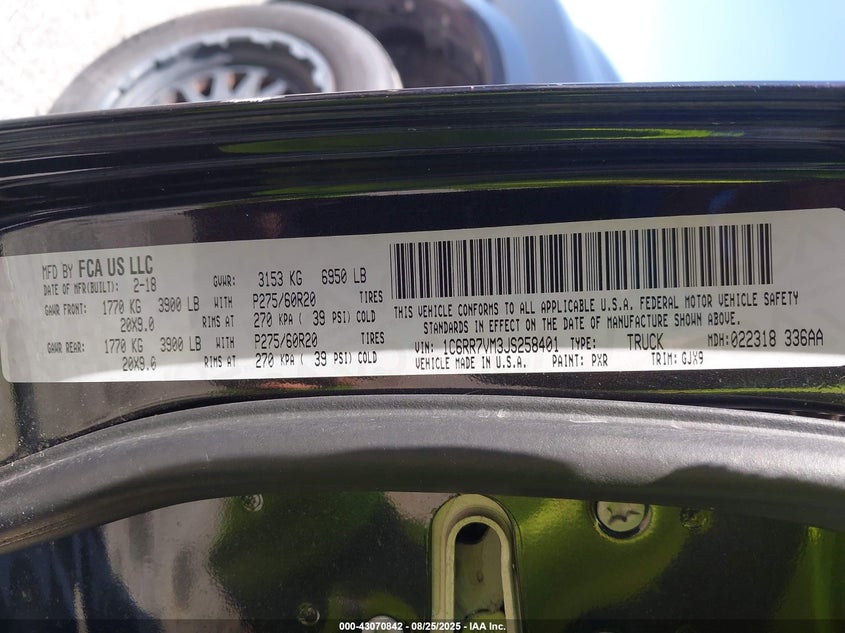 MFD BY FCA US LLC
DATE OF MFR(BUILT): 2-18
GVWR: 3153 KG 6950 LB
GAWR FRONT: 1770 KG 3900 LB WITH P275/60R20 TIRES
20X9.0 RIMS AT 270 KPA ( 39 PSI) COLD
GAWR REAR: 1770 KG 3900 LB WITH P275/60R20 TIRES
20X9.0 RIMS AT 270 KPA ( 39 PSI) COLD
THIS VEHICLE CONFORMS TO ALL APPLICABLE U.S.A. FEDERAL MOTOR VEHICLE SAFETY
STANDARDS IN EFFECT ON THE DATE OF MANUFACTURE SHOWN ABOVE.
VIN: 1C6RR7VM3JS258401 TYPE: TRUCK MDH:022318 336AA
VEHICLE MADE IN U.S.A. PAINT: PXR TRIM: GJX9
000-43070842 - 08/25/2025 - IAA Inc.